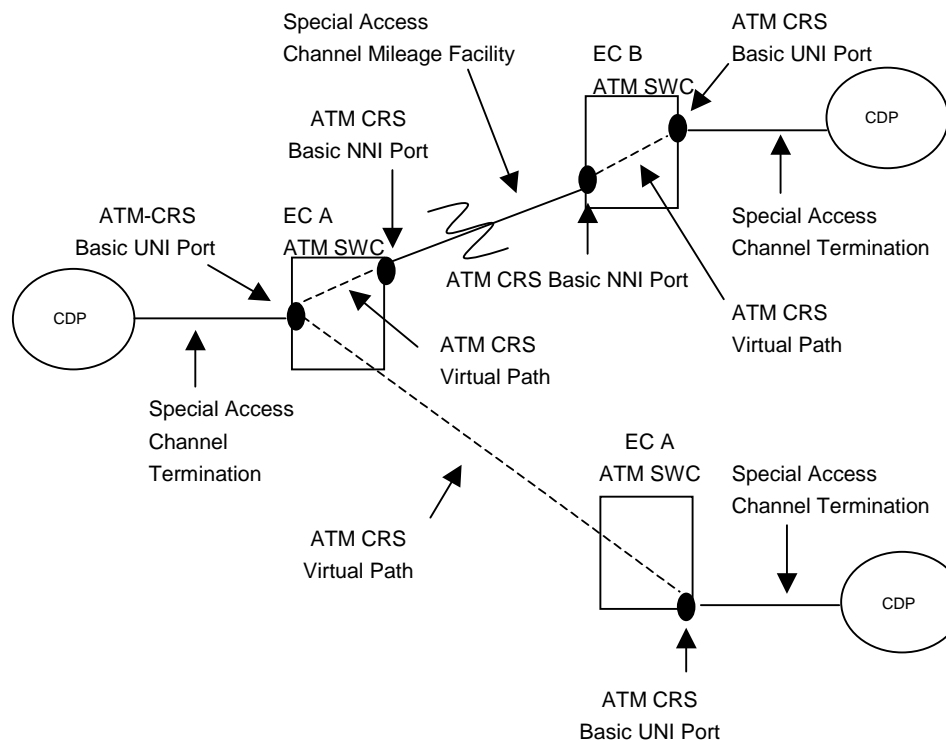 Special Access
Channel Mileage Facility
EC B
ATM SWC
ATM CRS
Basic UNI Port
CDP
ATM CRS
Basic NNI Port
ATM-CRS
Basic UNI Port
EC A
ATM SWC
ATM CRS Basic NNI Port
Special Access
Channel Termination
CDP
ATM CRS
Virtual Path
ATM CRS
Virtual Path
Special Access
Channel
Termination
EC A
ATM SWC
Special Access
Channel Termination
ATM CRS
Virtual Path
CDP
ATM CRS
Basic UNI Port